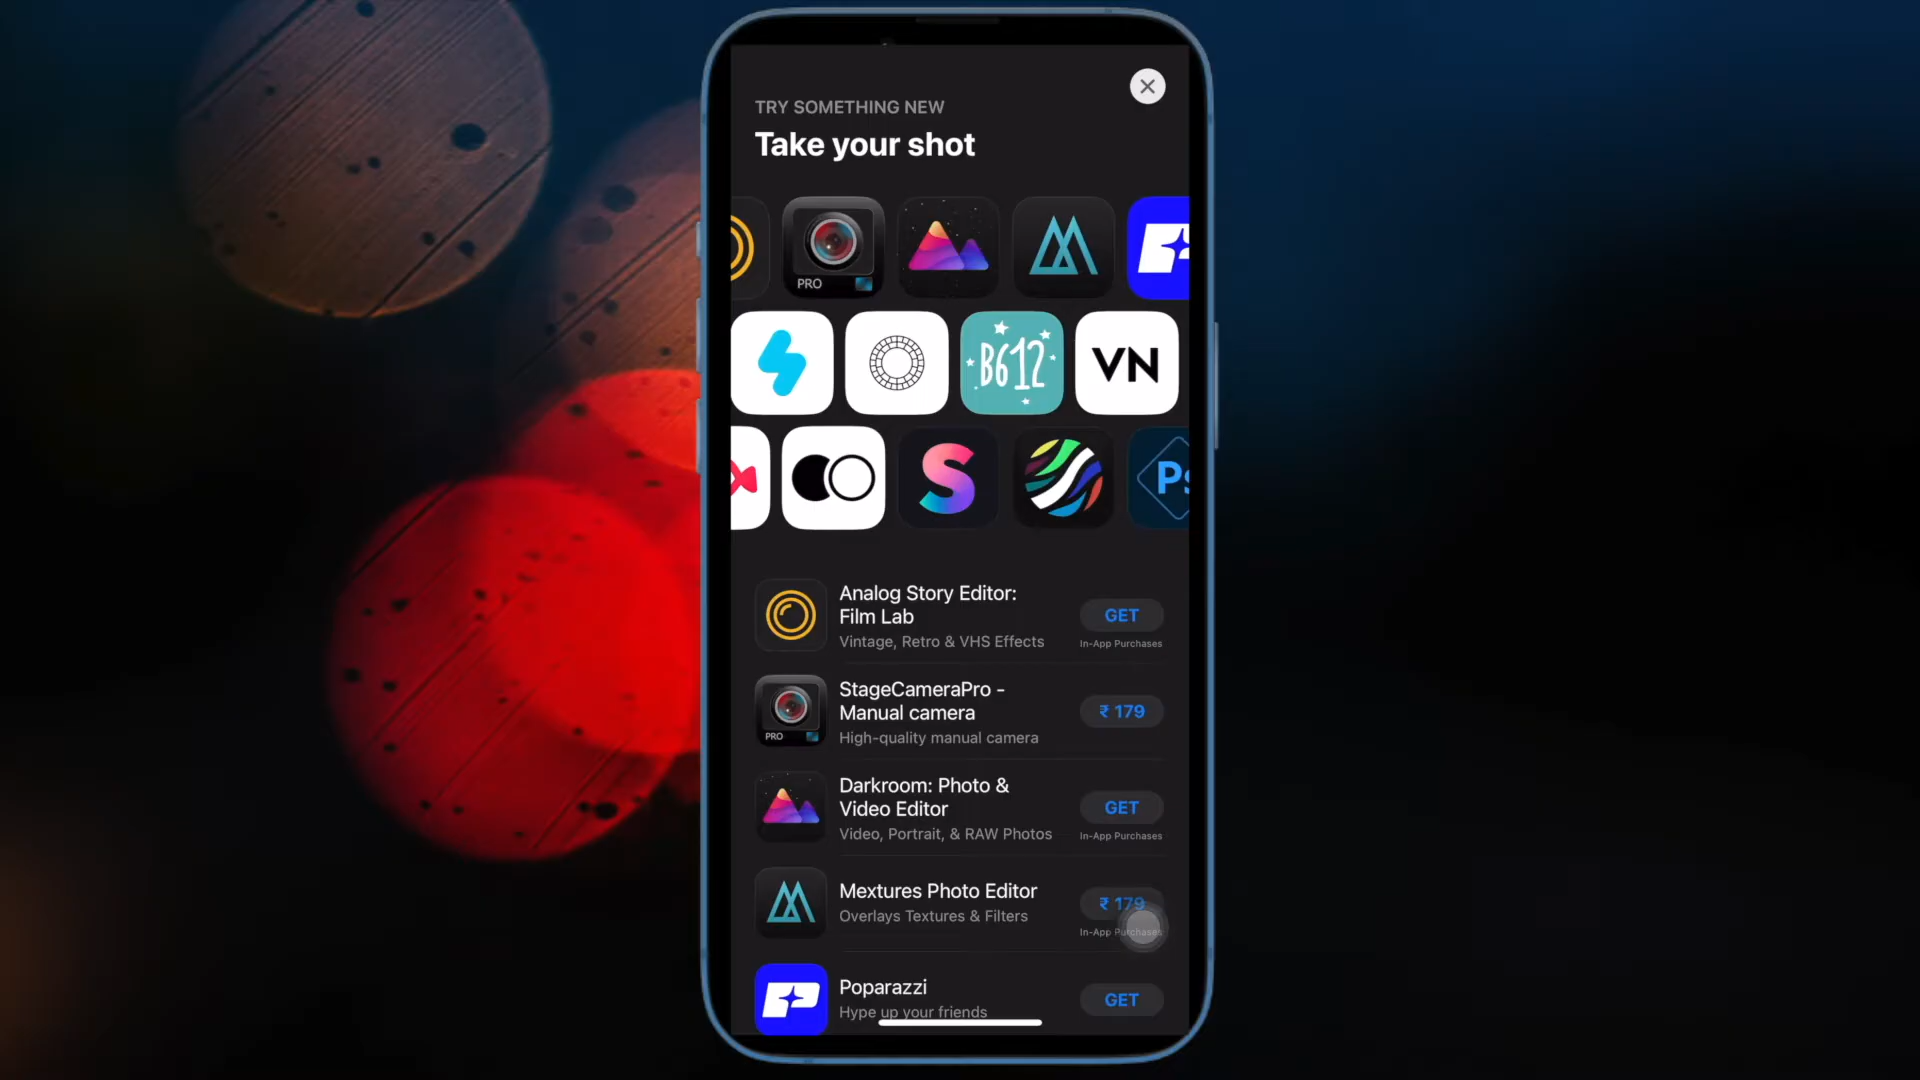 TRY SOMETHING NEW
Take your shot
PRO
B612
VN
Ps
Analog Story Editor:
Film Lab
Vintage, Retro & VHS Effects
GET
In-App Purchases
PRO
StageCameraPro -
Manual camera
High-quality manual camera
₹ 179
Darkroom: Photo &
Video Editor
Video, Portrait, & RAW Photos
GET
In-App Purchases
Mextures Photo Editor
Overlays Textures & Filters
₹ 179
In-App Purchases
Poparazzi
Hype up your friends
GET